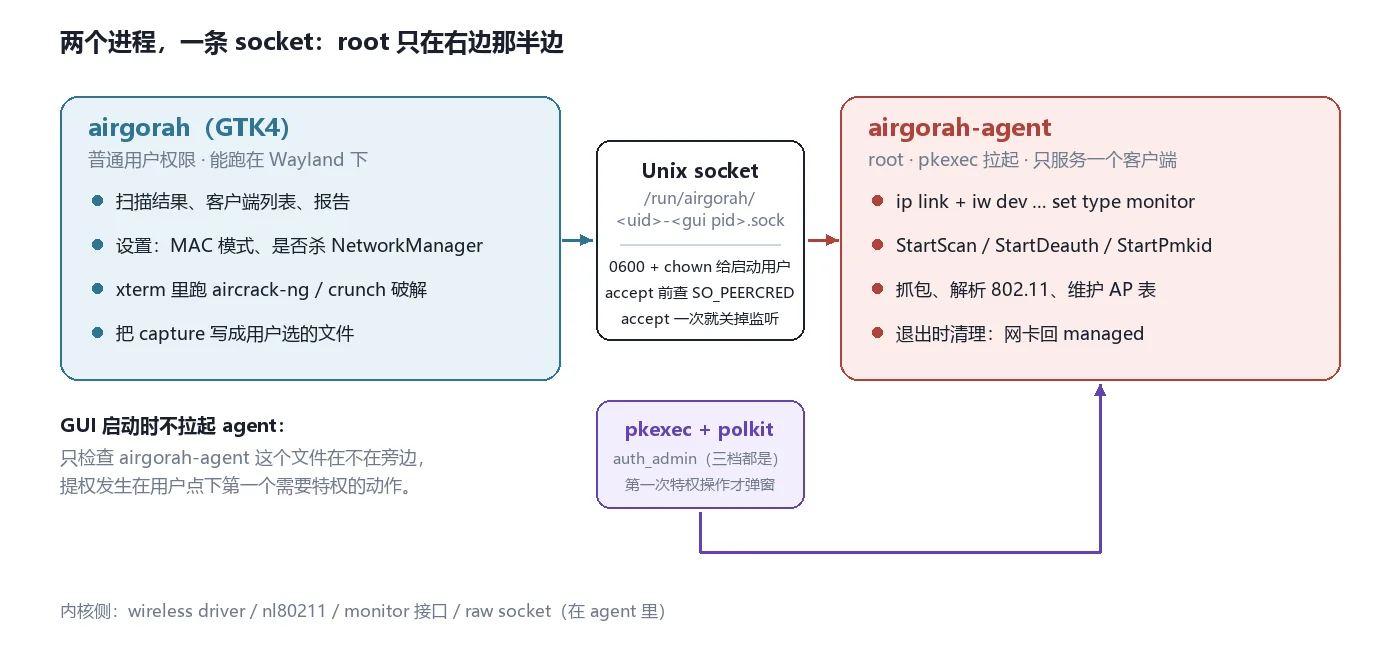 两个进程，一条 socket：root 只在右边那半边
airgorah（GTK4）
普通用户权限 · 能跑在 Wayland 下
扫描结果、客户端列表、报告
设置：MAC 模式、是否杀 NetworkManager
xterm 里跑 aircrack-ng / crunch 破解
把 capture 写成用户选的文件
Unix socket
/run/airgorah/
<uid>-<gui pid>.sock
0600 + chown 给启动用户
accept 前查 SO_PEERCRED
accept 一次就关掉监听
airgorah-agent
root · pkexec 拉起 · 只服务一个客户端
ip link + iw dev … set type monitor
StartScan / StartDeauth / StartPmkid
抓包、解析 802.11、维护 AP 表
退出时清理：网卡回 managed
GUI 启动时不拉起 agent：
只检查 airgorah-agent 这个文件在不在旁边，
提权发生在用户点下第一个需要特权的动作。
pkexec + polkit
auth_admin（三档都是）
第一次特权操作才弹窗
内核侧：wireless driver / nl80211 / monitor 接口 / raw socket（在 agent 里）